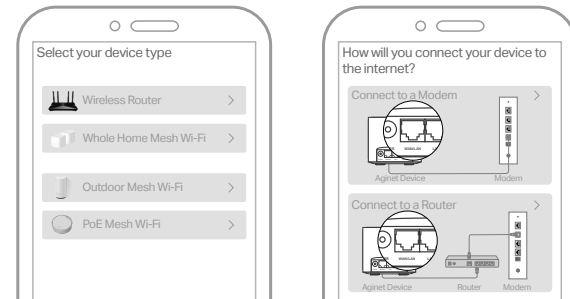 Select your device type
Wireless Router
Whole Home Mesh Wi-Fi
Outdoor Mesh Wi-Fi
PoE Mesh Wi-Fi
How will you connect your device to
the internet?
Connect to a Modem
Aginet Device
Modem
Connect to a Router
Aginet Device
Router
Modem